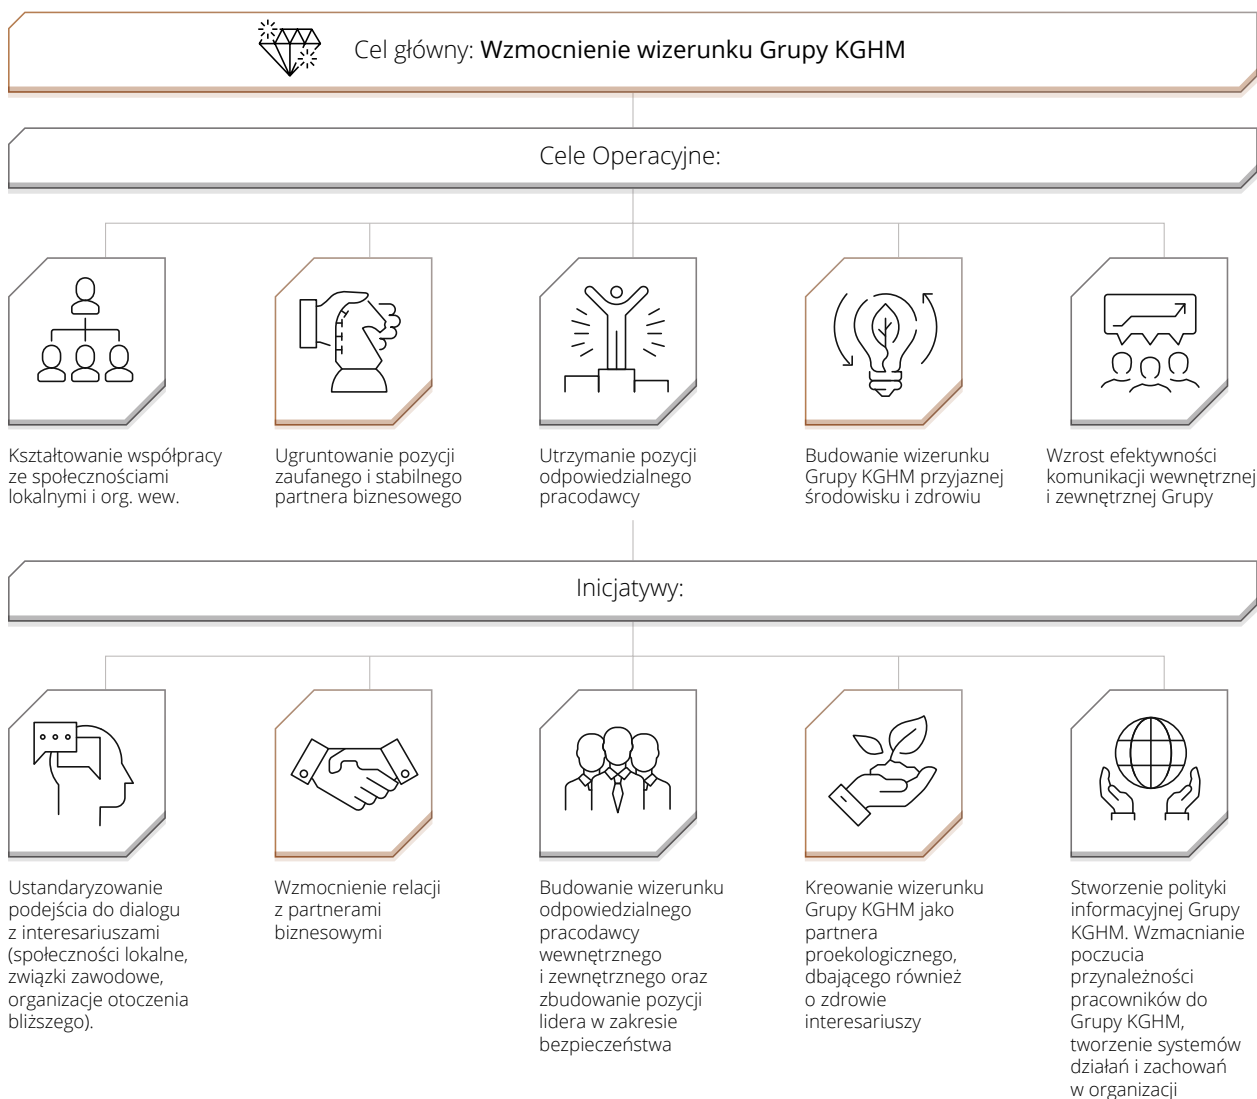 Cel główny: Wzmocnienie wizerunku Grupy KGHM
Cele Operacyjne:
Kształtowanie współpracy
ze społecznościami
lokalnymi i org. wew.
Ugruntowanie pozycji
zaufanego i stabilnego
partnera biznesowego
Utrzymanie pozycji
odpowiedzialnego
pracodawcy
Budowanie wizerunku
Grupy KGHM przyjaznej
środowisku i zdrowiu
Wzrost efektywności
komunikacji wewnętrznej
i zewnętrznej Grupy
Inicjatywy:
Ustandaryzowanie
podejścia do dialogu
z interesariuszami
(społeczności lokalne,
związki zawodowe,
organizacje otoczenia
bliższego).
Wzmocnienie relacji
z partnerami
biznesowymi
Budowanie wizerunku
odpowiedzialnego
pracodawcy
wewnętrznego
i zewnętrznego oraz
zbudowanie pozycji
lidera w zakresie
bezpieczeństwa
Kreowanie wizerunku
Grupy KGHM jako
partnera
proekologicznego,
dbającego również
o zdrowie
interesariuszy
Stworzenie polityki
informacyjnej Grupy
KGHM. Wzmacnianie
poczucia
przynależności
pracowników do
Grupy KGHM,
tworzenie systemów
działań i zachowań
w organizacji